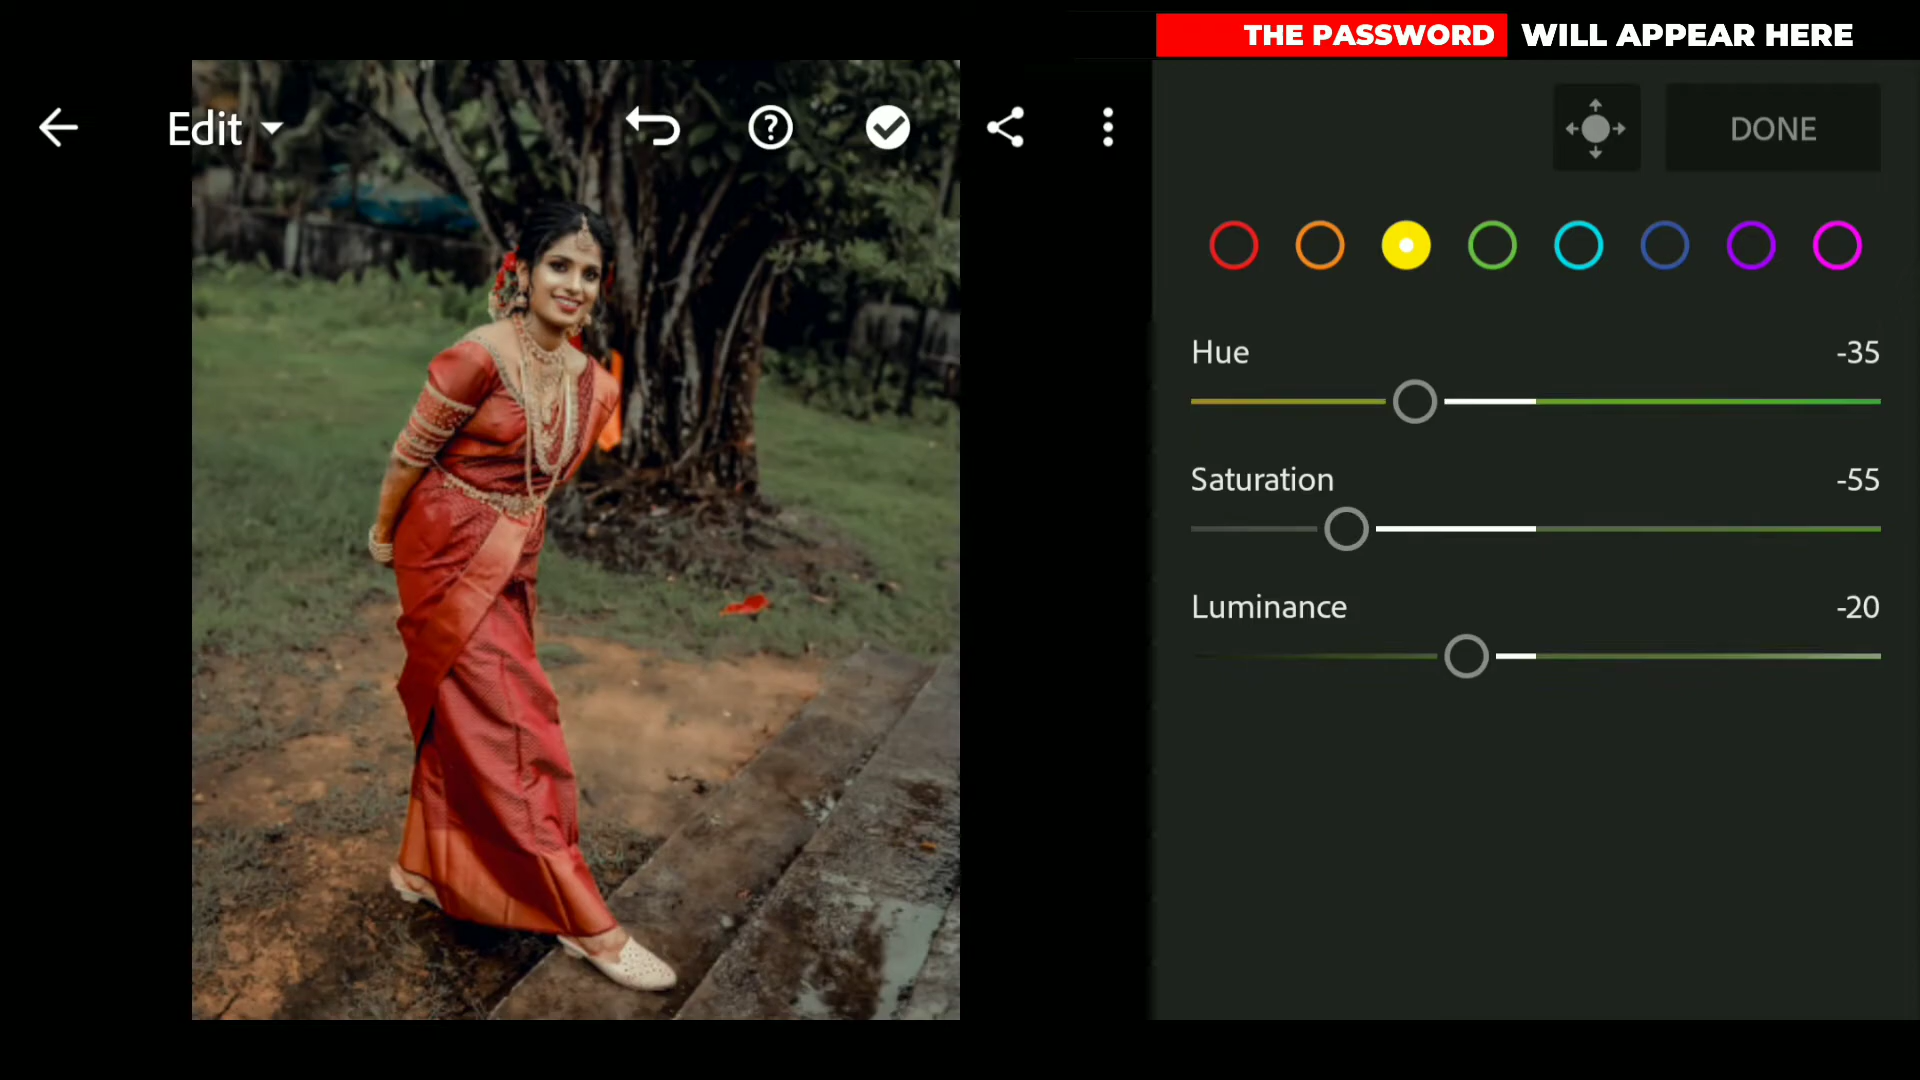 THE PASSWORD WILL APPEAR HERE
Edit
DONE
Hue -35
Saturation -55
Luminance -20